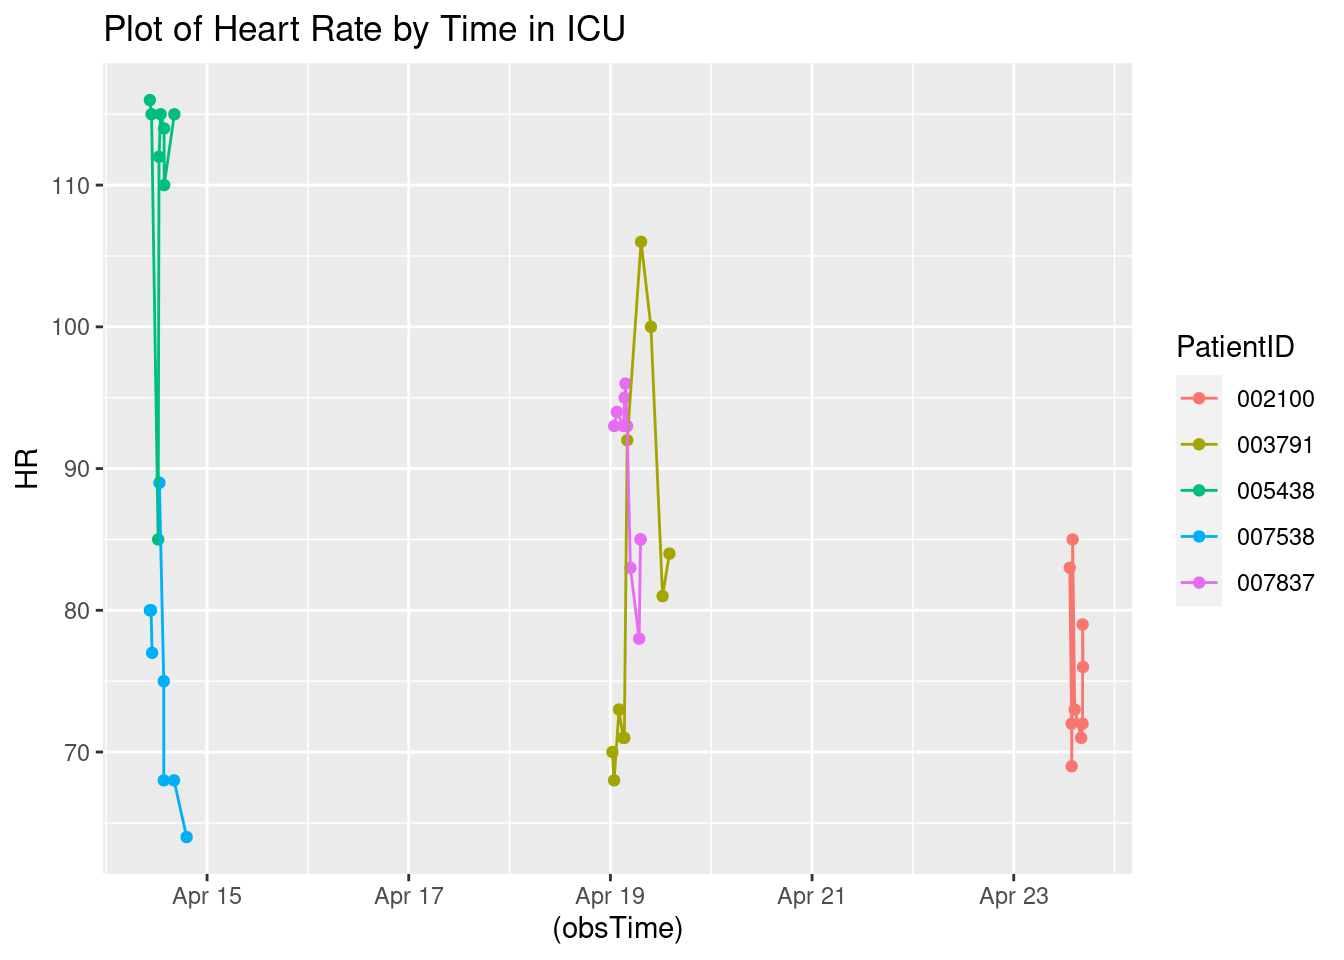 Plot of Heart Rate by Time in ICU
110
100
90
80
70
HR
Apr 15
Apr 17
Apr 19
Apr 21
Apr 23
(obsTime)
PatientID
002100
003791
005438
007538
007837